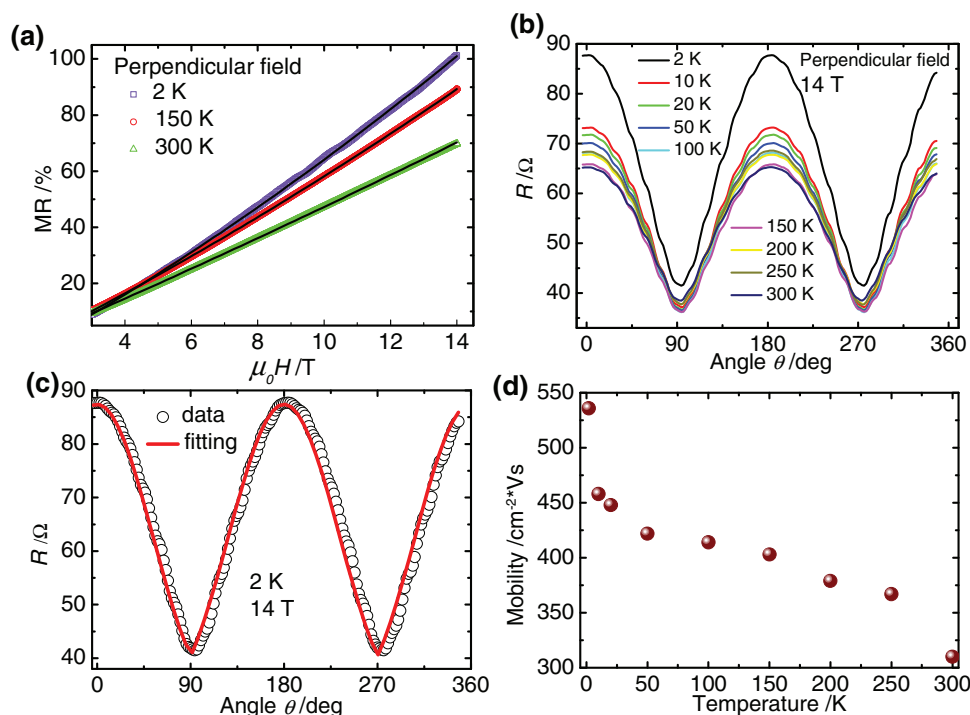 (a)
100
80
60
40
20
MR /%
Perpendicular field
2 K
150 K
300 K
4 6 8 10 12 14
μ₀H /T
(b)
90
80
70
60
50
40
R /Ω
2 K
10 K
20 K
50 K
100 K
Perpendicular field
14 T
150 K
200 K
250 K
300 K
0 90 180 270 360
Angle θ /deg
(c)
90
80
70
60
50
40
R /Ω
data
fitting
2 K
14 T
0 90 180 270 360
Angle θ /deg
(d)
550
500
450
400
350
300
Mobility /cm⁻²*Vs
0 50 100 150 200 250 300
Temperature /K